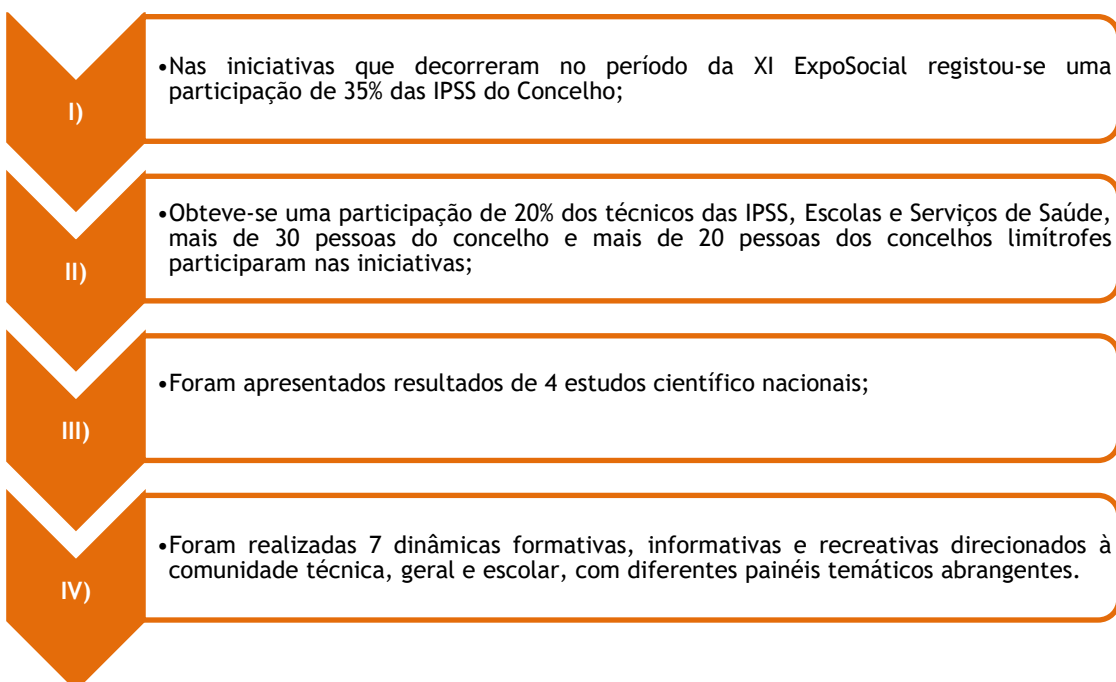 I)
•Nas iniciativas que decorreram no período da XI ExpoSocial registou-se uma
participação de 35% das IPSS do Concelho;
II)
•Obteve-se uma participação de 20% dos técnicos das IPSS, Escolas e Serviços de Saúde,
mais de 30 pessoas do concelho e mais de 20 pessoas dos concelhos limítrofes
participaram nas iniciativas;
III)
•Foram apresentados resultados de 4 estudos científico nacionais;
IV)
•Foram realizadas 7 dinâmicas formativas, informativas e recreativas direcionados à
comunidade técnica, geral e escolar, com diferentes painéis temáticos abrangentes.